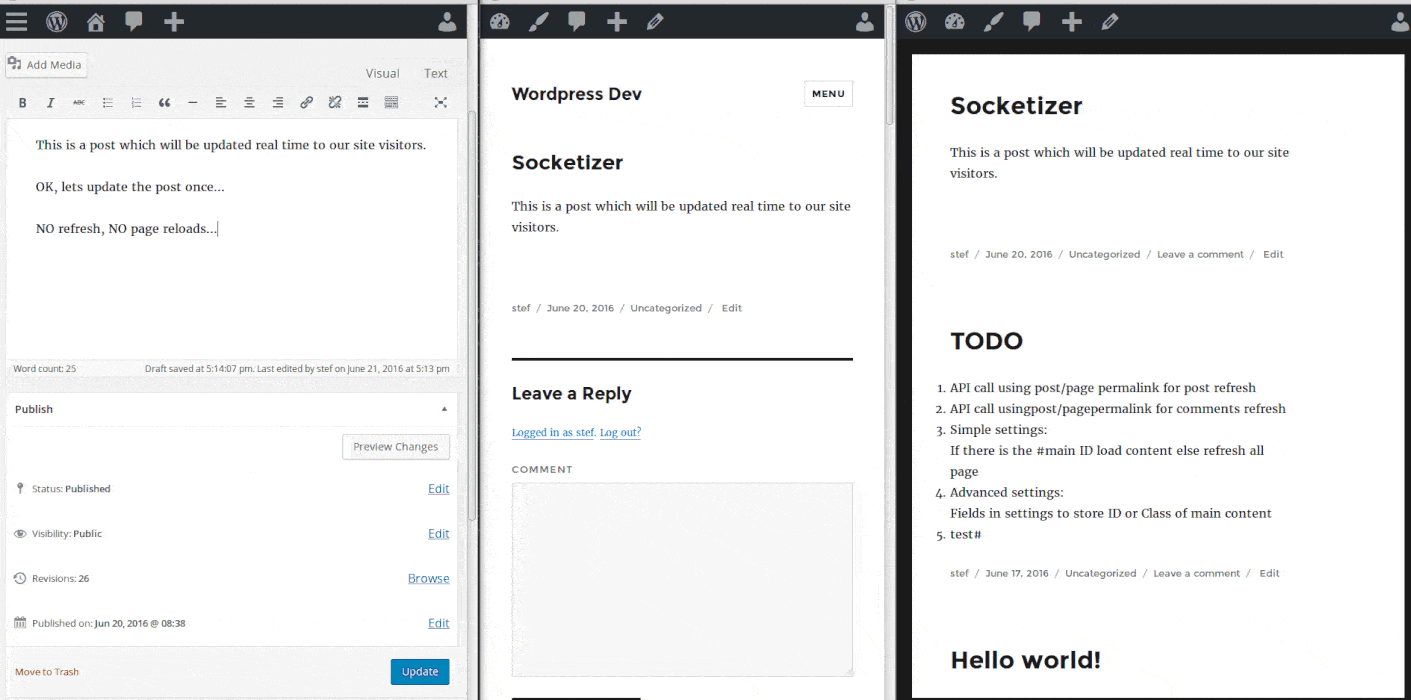 Add Media
Visual Text
B I ABC
This is a post which will be updated real time to our site visitors.
OK, lets update the post once...
NO refresh, NO page reloads...
Word count: 25 Draft saved at 5:14:07 pm. Last edited by stef on June 21, 2016 at 5:13 pm
Publish
Preview Changes
Status: Published Edit
Visibility: Public Edit
Revisions: 26 Browse
Published on: Jun 20, 2016 @ 08:38 Edit
Move to Trash Update
Wordpress Dev MENU
Socketizer
This is a post which will be updated real time to our site
visitors.
stef / June 20, 2016 / Uncategorized / Edit
Leave a Reply
Logged in as stef. Log out?
COMMENT
Socketizer
This is a post which will be updated real time to our site
visitors.
stef / June 20, 2016 / Uncategorized / Leave a comment / Edit
TODO
1. API call using post/page permalink for post refresh
2. API call usingpost/pagepermalink for comments refresh
3. Simple settings:
If there is the #main ID load content else refresh all
page
4. Advanced settings:
Fields in settings to store ID or Class of main content
5. test#
stef / June 17, 2016 / Uncategorized / Leave a comment / Edit
Hello world!